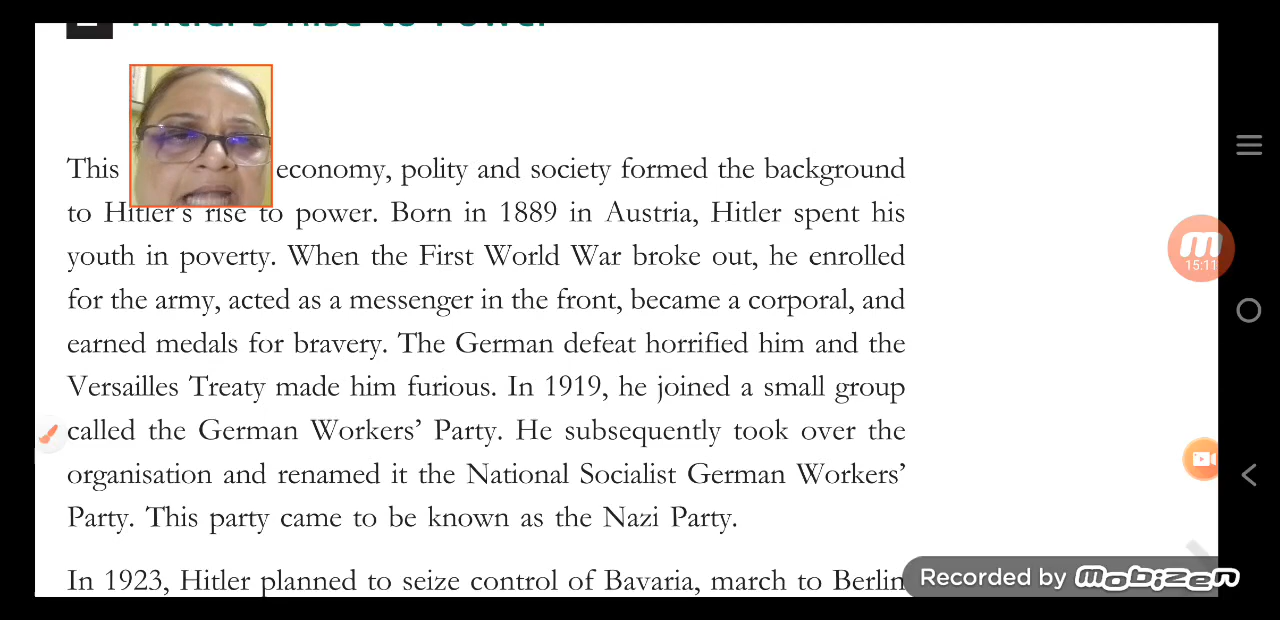 Hitler's Rise to Power
This economy, polity and society formed the background
to Hitler's rise to power. Born in 1889 in Austria, Hitler spent his
youth in poverty. When the First World War broke out, he enrolled
for the army, acted as a messenger in the front, became a corporal, and
earned medals for bravery. The German defeat horrified him and the
Versailles Treaty made him furious. In 1919, he joined a small group
called the German Workers' Party. He subsequently took over the
organisation and renamed it the National Socialist German Workers'
Party. This party came to be known as the Nazi Party.
In 1923, Hitler planned to seize control of Bavaria, march to Berlin
15:11
Recorded by mobizen